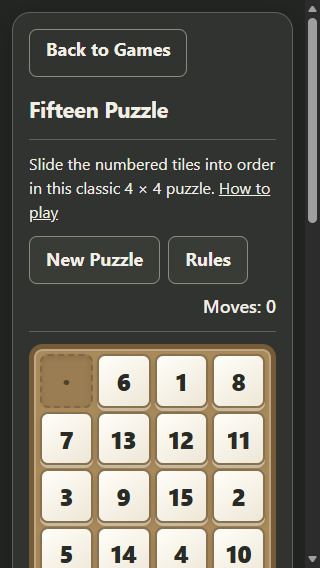 Back to Games
Fifteen Puzzle
Slide the numbered tiles into order
in this classic 4 × 4 puzzle. How to
play
New Puzzle Rules
Moves: 0
· 6 1 8
7 13 12 11
3 9 15 2
5 14 4 10